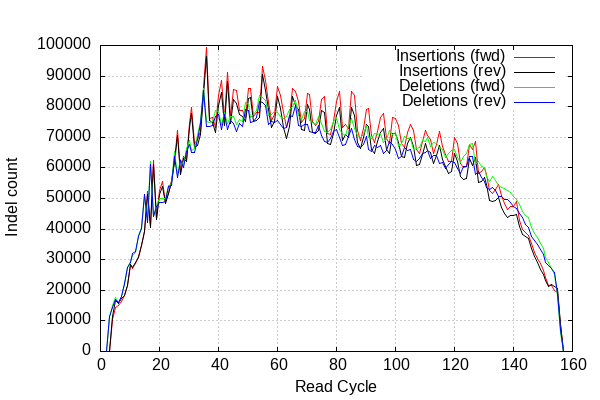 100000
90000
80000
70000
60000
50000
40000
30000
20000
10000
0
Indel count
Insertions (fwd)
Insertions (rev)
Deletions (fwd)
Deletions (rev)
0 20 40 60 80 100 120 140 160
Read Cycle